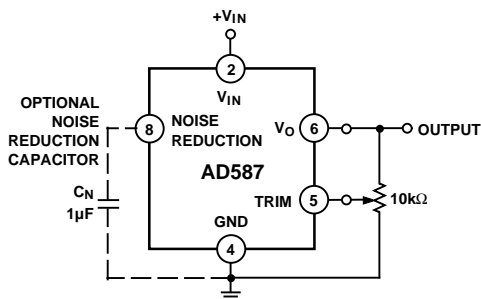 +VIN
2
VIN
OPTIONAL
NOISE
REDUCTION
CAPACITOR
8
NOISE
REDUCTION
VO
6
OUTPUT
AD587
CN
1µF
TRIM
5
10kΩ
GND
4